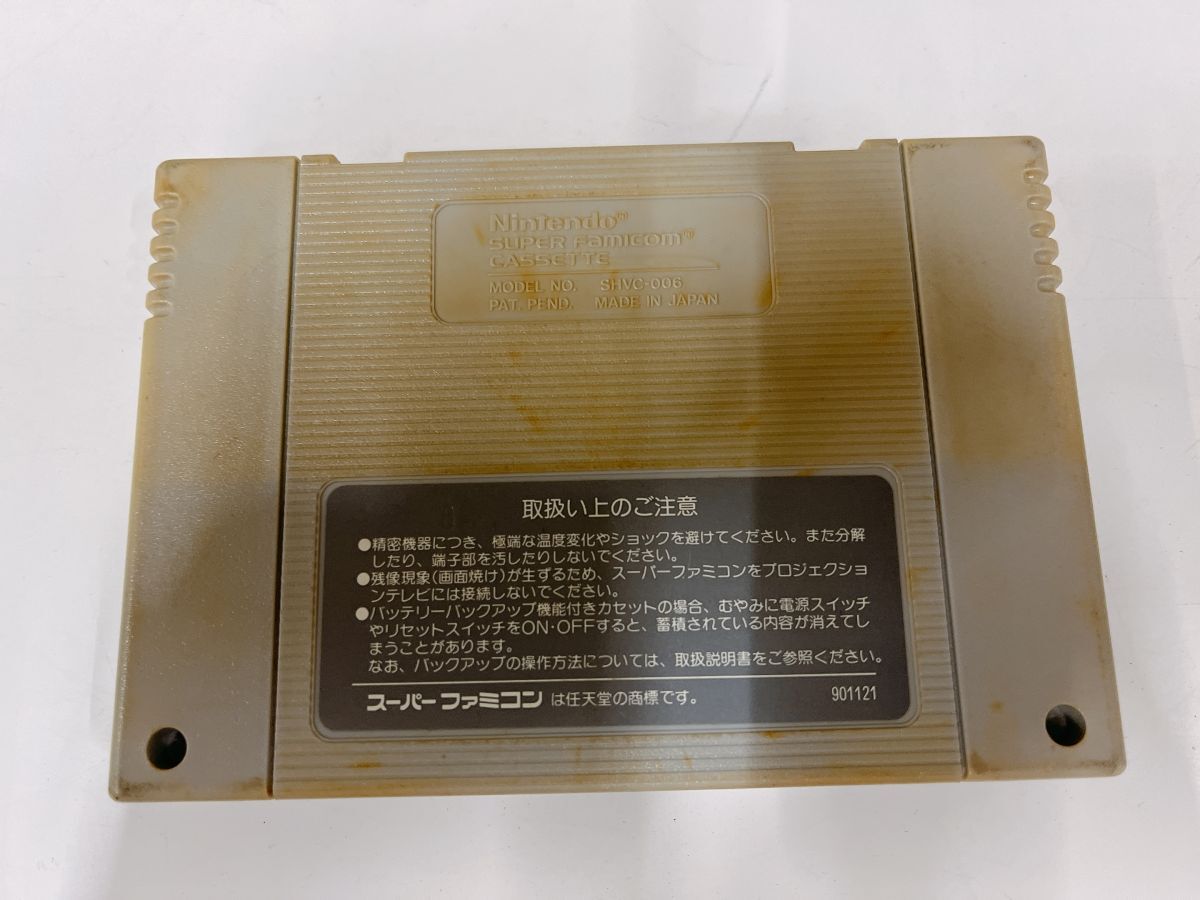 Nintendo®
SUPER FAMICOM®
CASSETTE
MODEL NO. SHVC-006
PAT. PEND. MADE IN JAPAN
取扱い上のご注意
●精密機器につき、極端な温度変化やショックを避けてください。また分解
したり、端子部を汚したりしないでください。
●残像現象(画面焼け)が生ずるため、スーパーファミコンをプロジェクショ
ンテレビには接続しないでください。
●バッテリーバックアップ機能付きカセットの場合、むやみに電源スイッチ
やリセットスイッチをON・OFFすると、蓄積されている内容が消えてし
まうことがあります。
なお、バックアップの操作方法については、取扱説明書をご参照ください。
スーパーファミコン は任天堂の商標です。 901121